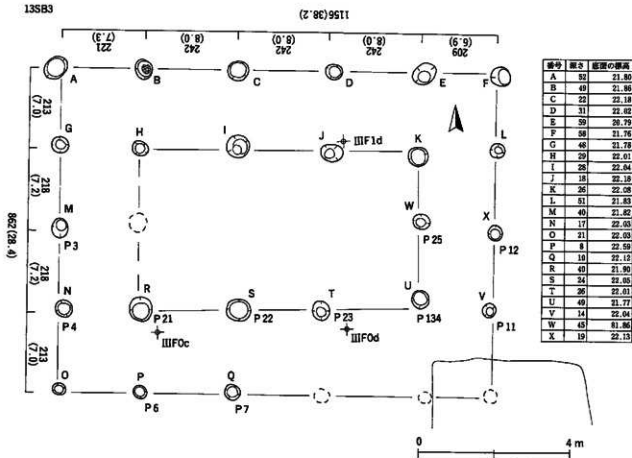 13SB3
1156(38.2)
221
(7.3)
242
(8.0)
242
(8.0)
242
(8.0)
209
(6.9)
A
B
C
D
E
F
213
(7.0)
G
H
I
J
IIIF1d
K
L
218
(7.2)
862(28.4)
M
P3
W
P25
X
P12
218
(7.2)
N
P4
R
P21
S
P22
T
P23
U
P134
V
P11
IIIF0c
IIIF0d
213
(7.0)
O
P
P6
Q
P7
0 4 m
番号 深さ 底面の標高
A 52 21.80
B 49 21.86
C 22 22.18
D 31 22.02
E 59 20.79
F 58 21.76
G 48 21.78
H 29 22.01
I 28 22.04
J 18 22.18
K 26 22.08
L 51 21.83
M 40 21.82
N 17 22.03
O 21 22.03
P 8 22.59
Q 10 22.12
R 40 21.90
S 24 22.05
T 26 22.01
U 49 21.77
V 14 22.04
W 45 81.86
X 19 22.13